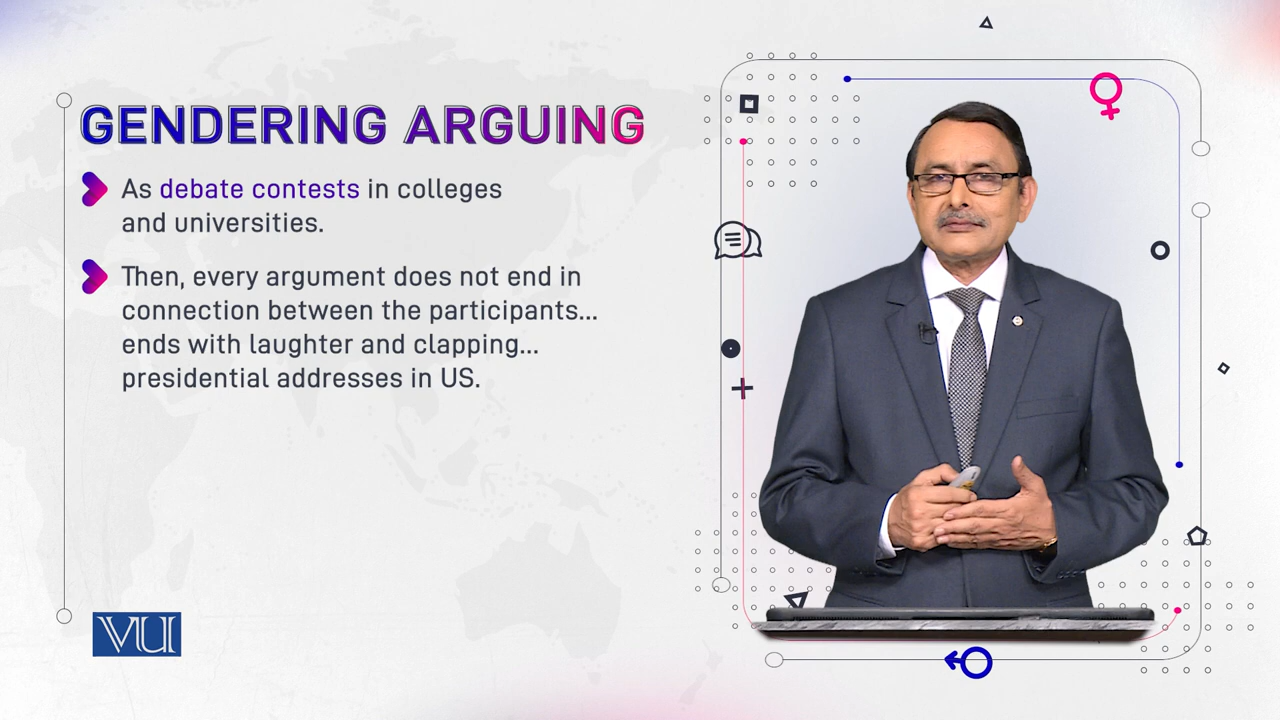 GENDERING ARGUING
As debate contests in colleges
and universities.
Then, every argument does not end in
connection between the participants...
ends with laughter and clapping...
presidential addresses in US.
VU